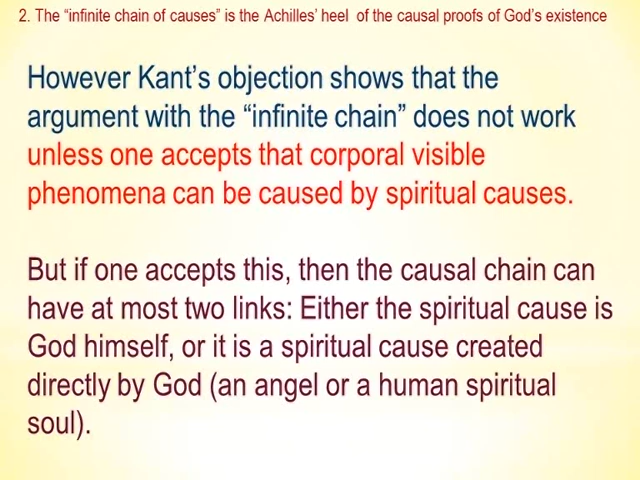 2. The “infinite chain of causes” is the Achilles’ heel  of the causal proofs of God’s existence
However Kant’s objection shows that the
argument with the “infinite chain” does not work
unless one accepts that corporal visible
phenomena can be caused by spiritual causes.
But if one accepts this, then the causal chain can
have at most two links: Either the spiritual cause is
God himself, or it is a spiritual cause created
directly by God (an angel or a human spiritual
soul).